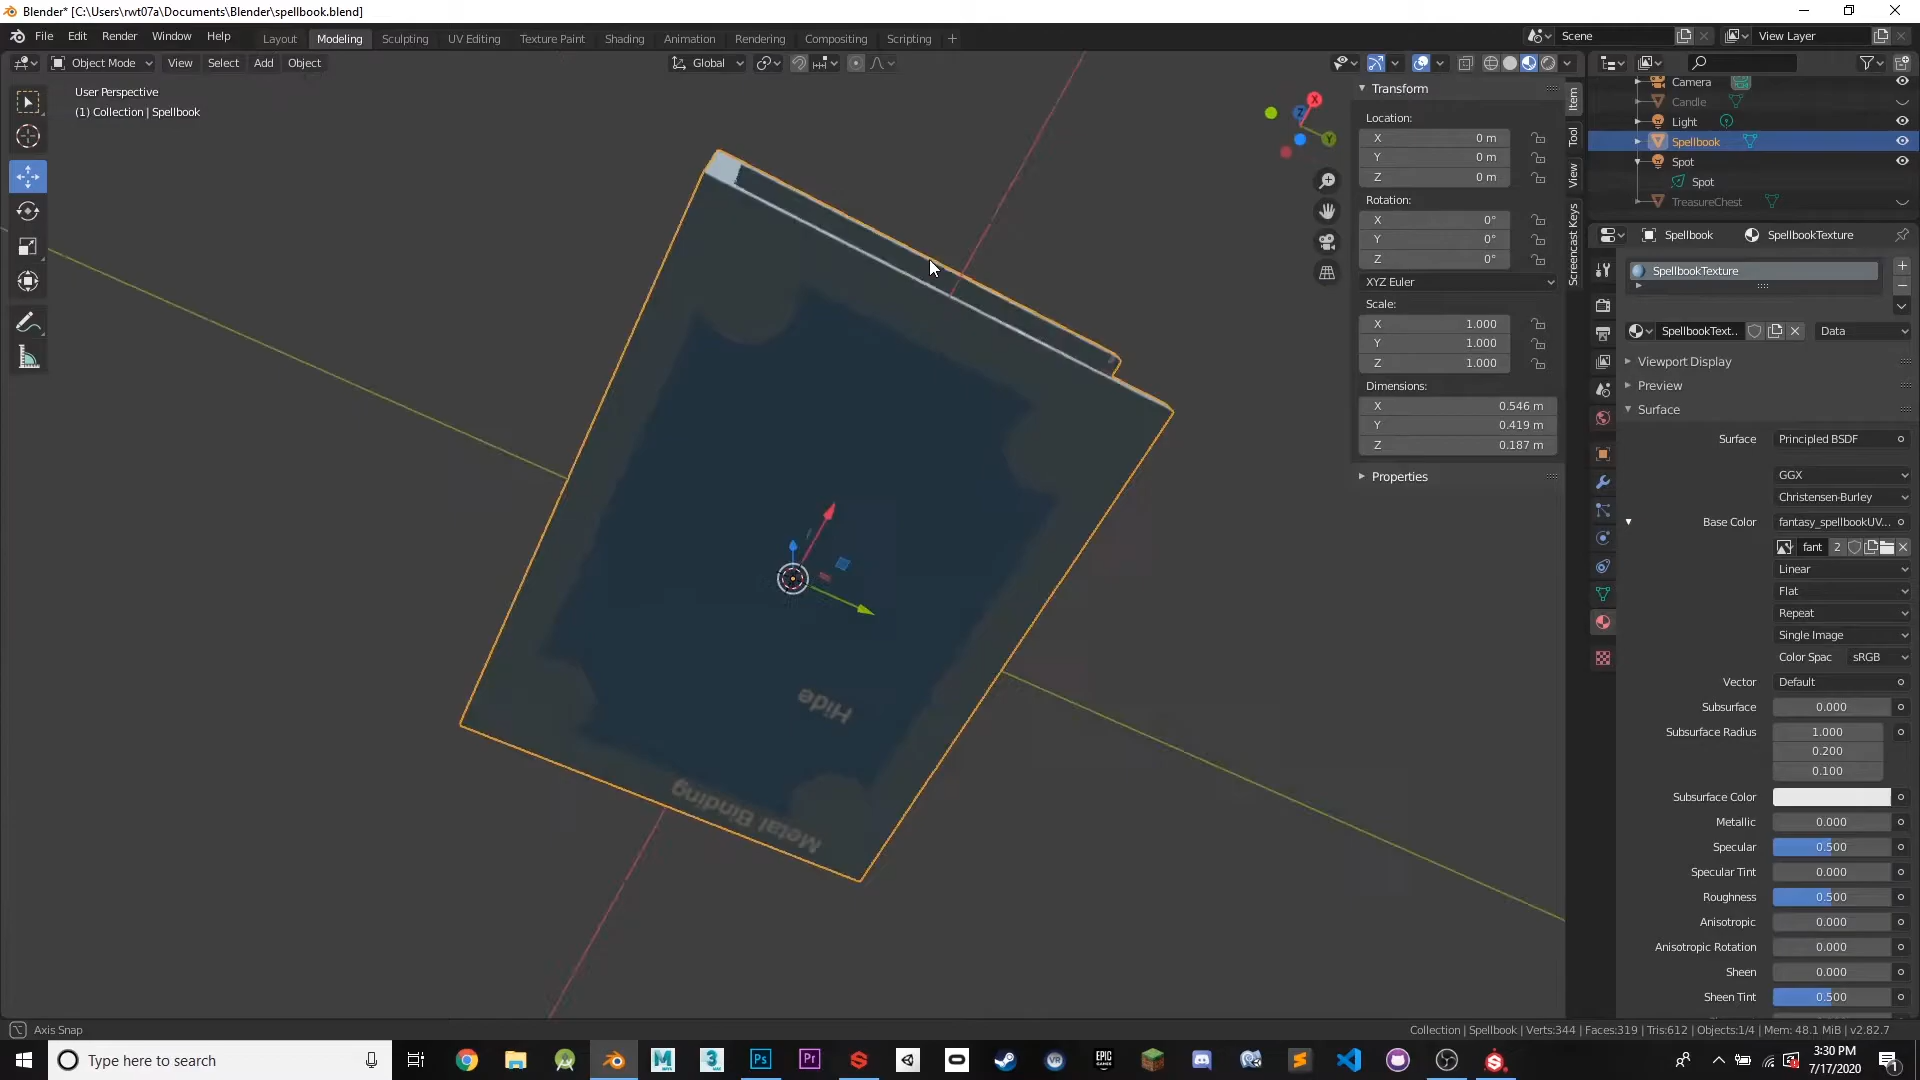 Blender* [C:\Users\rwt07a\Documents\Blender\spellbook.blend]
File Edit Render Window Help
Layout Modeling Sculpting UV Editing Texture Paint Shading Animation Rendering Compositing Scripting +
Scene
View Layer
Object Mode View Select Add Object
Global
User Perspective
(1) Collection | Spellbook
X
Y
Z
Hide
Metal Binding
Transform
Location:
X 0 m
Y 0 m
Z 0 m
Rotation:
X 0°
Y 0°
Z 0°
XYZ Euler
Scale:
X 1.000
Y 1.000
Z 1.000
Dimensions:
X 0.546 m
Y 0.419 m
Z 0.187 m
Properties
Item
Tool
View
Screencast Keys
Camera
Candle
Light
Spellbook
Spot
Spot
TreasureChest
Spellbook SpellbookTexture
SpellbookTexture
SpellbookText.. Data
Viewport Display
Preview
Surface
Surface Principled BSDF
GGX
Christensen-Burley
Base Color fantasy_spellbookUV...
fant 2
Linear
Flat
Repeat
Single Image
Color Spac sRGB
Vector Default
Subsurface 0.000
Subsurface Radius 1.000
0.200
0.100
Subsurface Color
Metallic 0.000
Specular 0.500
Specular Tint 0.000
Roughness 0.500
Anisotropic 0.000
Anisotropic Rotation 0.000
Sheen 0.000
Sheen Tint 0.500
Axis Snap
Collection | Spellbook | Verts:344 | Faces:319 | Tris:612 | Objects:1/4 | Mem: 48.1 MiB | v2.82.7
Type here to search
M
3
Ps
Pr
VR
EPIC GAMES
3:30 PM
7/17/2020
1